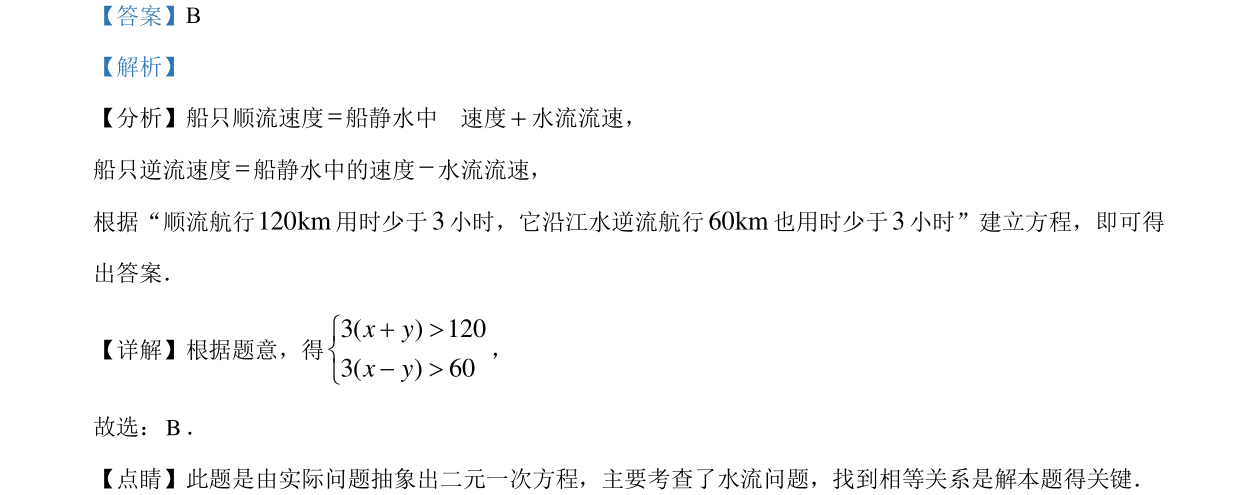 【答案】B
【解析】
【分析】船只顺流速度＝船静水中 速度＋水流流速，
船只逆流速度＝船静水中的速度－水流流速，
根据“顺流航行120km用时少于3小时，它沿江水逆流航行60km也用时少于3小时”建立方程，即可得
出答案．
【详解】根据题意，得{3(x+y)>120
3(x−y)>60，
故选：B．
【点睛】此题是由实际问题抽象出二元一次方程，主要考查了水流问题，找到相等关系是解本题得关键．